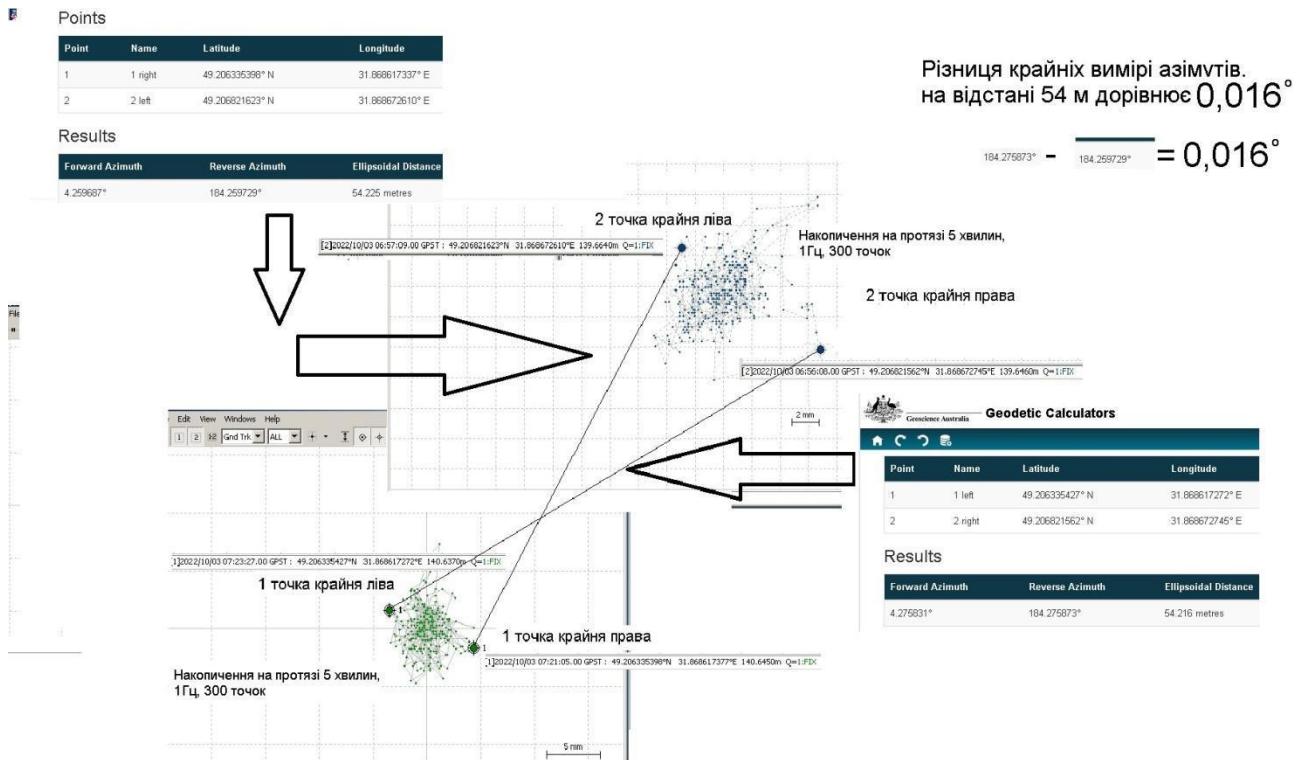 Points
Point Name Latitude Longitude
1 1 right 49.206335398° N 31.868617337° E
2 2 left 49.206821623° N 31.868672610° E
Results
Forward Azimuth Reverse Azimuth Ellipsoidal Distance
4.259687° 184.259729° 54.225 metres
Різниця крайніх вимірі азімутів.
на відстані 54 м дорівнює 0,016°
184.275873° - 184.259729° = 0,016°
2 точка крайня ліва
[2]2022/10/03 06:57:09.00 GPST : 49.206821623°N 31.868672610°E 139.6640m Q=1:FIX
Накопичення на протязі 5 хвилин,
1Гц, 300 точок
2 точка крайня права
[2]2022/10/03 06:56:08.00 GPST : 49.206821562°N 31.868672745°E 139.6460m Q=1:FIX
2 mm
File
Edit View Windows Help
1 2 1-2 Gnd Trk ALL
Geoscience Australia Geodetic Calculators
Point Name Latitude Longitude
1 1 left 49.206335427° N 31.868617272° E
2 2 right 49.206821562° N 31.868672745° E
Results
Forward Azimuth Reverse Azimuth Ellipsoidal Distance
4.275831° 184.275873° 54.216 metres
1]2022/10/03 07:23:27.00 GPST : 49.206335427°N 31.868617272°E 140.6370m Q=1:FIX
1 точка крайня ліва
1
1 точка крайня права
1
[1]2022/10/03 07:21:05.00 GPST : 49.206335398°N 31.868617377°E 140.6450m Q=1:FIX
Накопичення на протязі 5 хвилин,
1Гц, 300 точок
5 mm